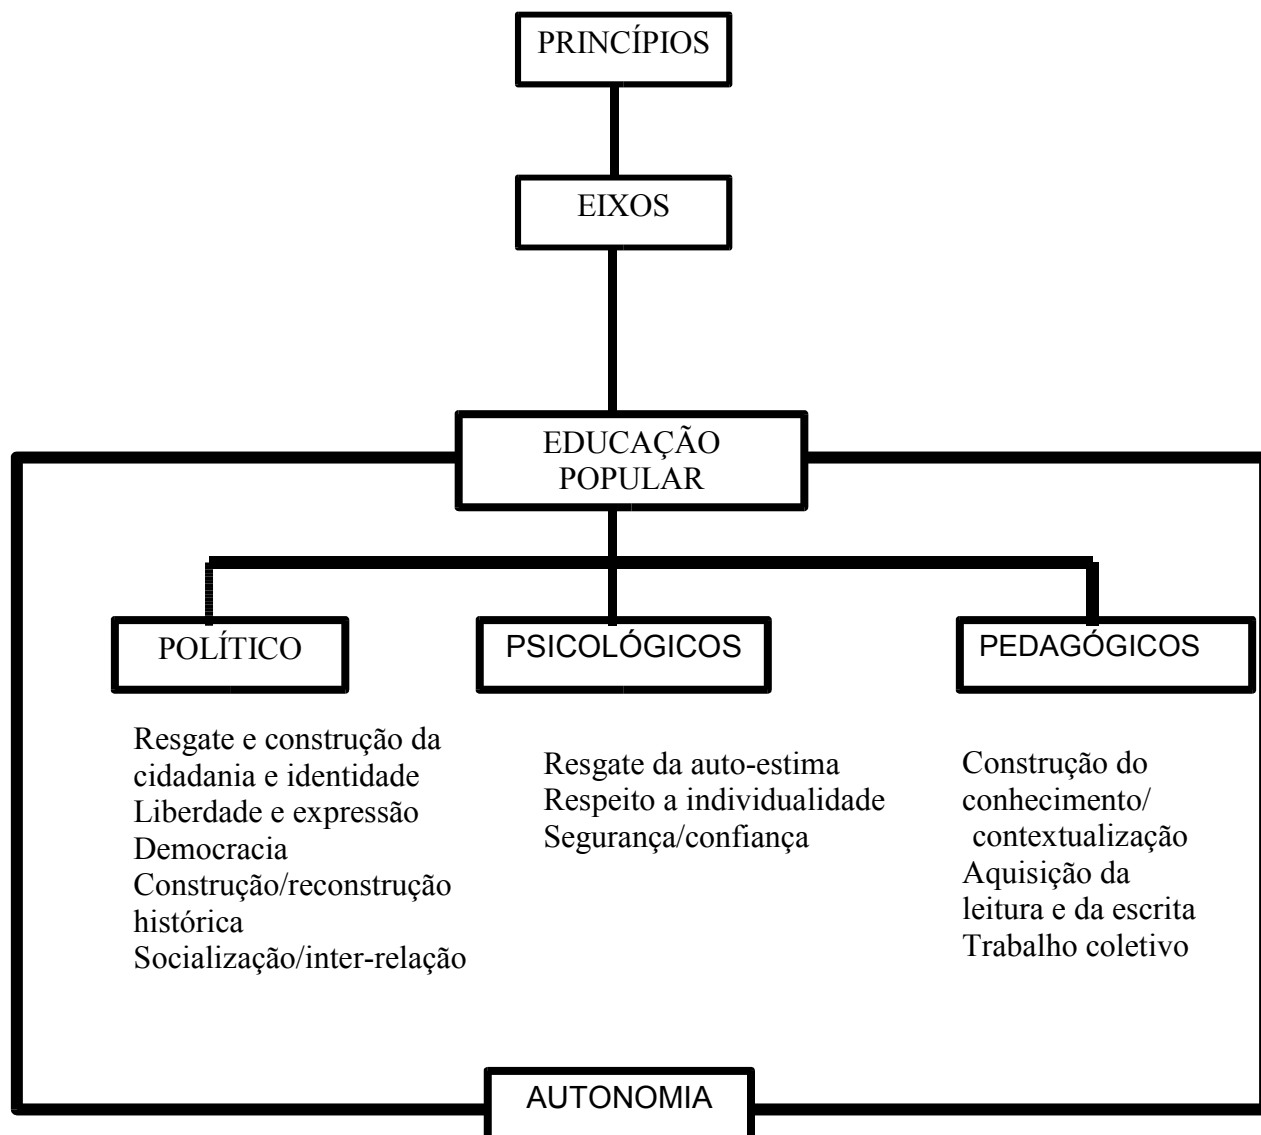 PRINCÍPIOS
EIXOS
EDUCAÇÃO
POPULAR
POLÍTICO
PSICOLÓGICOS
PEDAGÓGICOS
Resgate e construção da
cidadania e identidade
Liberdade e expressão
Democracia
Construção/reconstrução
histórica
Socialização/inter-relação
Resgate da auto-estima
Respeito a individualidade
Segurança/confiança
Construção do
conhecimento/
contextualização
Aquisição da
leitura e da escrita
Trabalho coletivo
AUTONOMIA